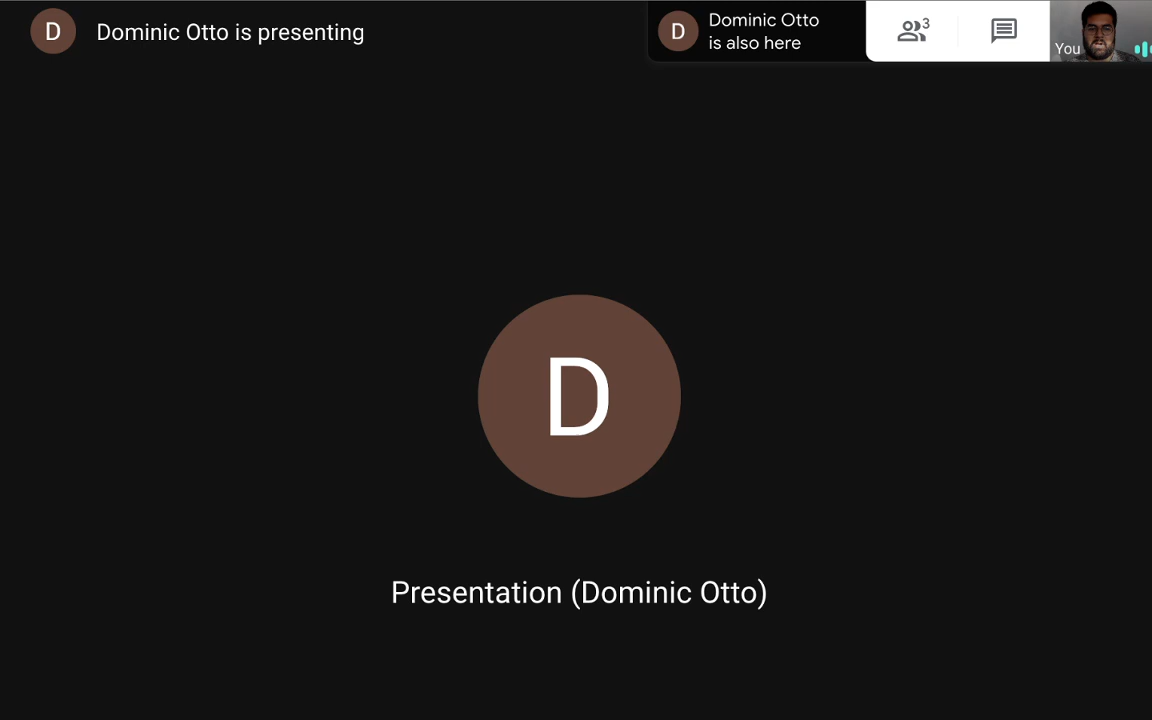 D
Dominic Otto is presenting
D
Dominic Otto
is also here
3
You
D
Presentation (Dominic Otto)